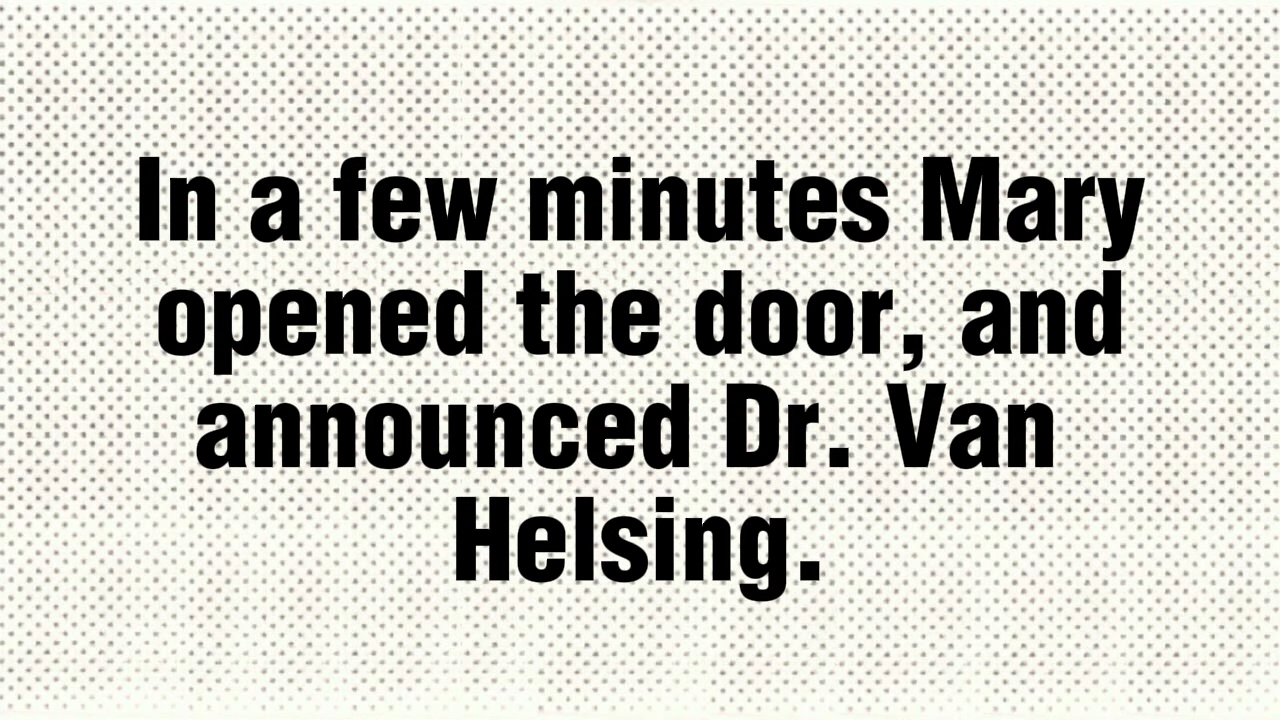 In a few minutes Mary
opened the door, and
announced Dr. Van
Helsing.